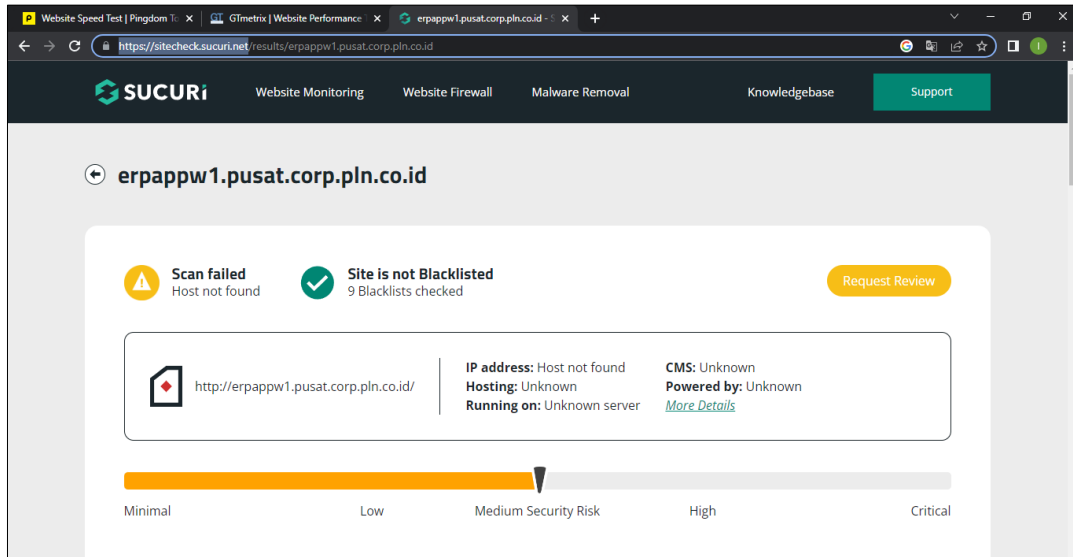 Website Speed Test | Pingdom To
GTmetrix | Website Performance T
erpappw1.pusat.corp.pln.co.id - S
https://sitecheck.sucuri.net/results/erpappw1.pusat.corp.pln.co.id
I
SUCURi
Website Monitoring
Website Firewall
Malware Removal
Knowledgebase
Support
erpappw1.pusat.corp.pln.co.id
Scan failed
Host not found
Site is not Blacklisted
9 Blacklists checked
Request Review
http://erpappw1.pusat.corp.pln.co.id/
IP address: Host not found
Hosting: Unknown
Running on: Unknown server
CMS: Unknown
Powered by: Unknown
More Details
Minimal
Low
Medium Security Risk
High
Critical